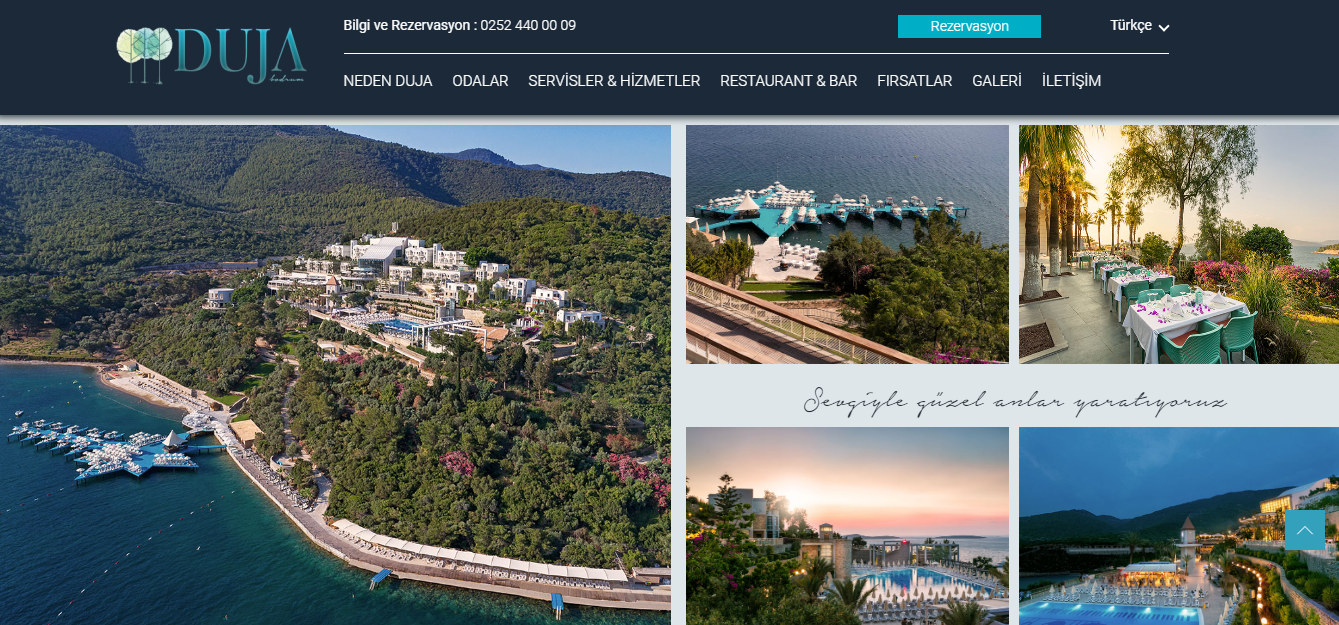 DUJA
bodrum
Bilgi ve Rezervasyon : 0252 440 00 09
Rezervasyon
Türkçe
NEDEN DUJA ODALAR SERVİSLER & HİZMETLER RESTAURANT & BAR FIRSATLAR GALERİ İLETİŞİM
Sevgiyle güzel anlar yaratıyoruz